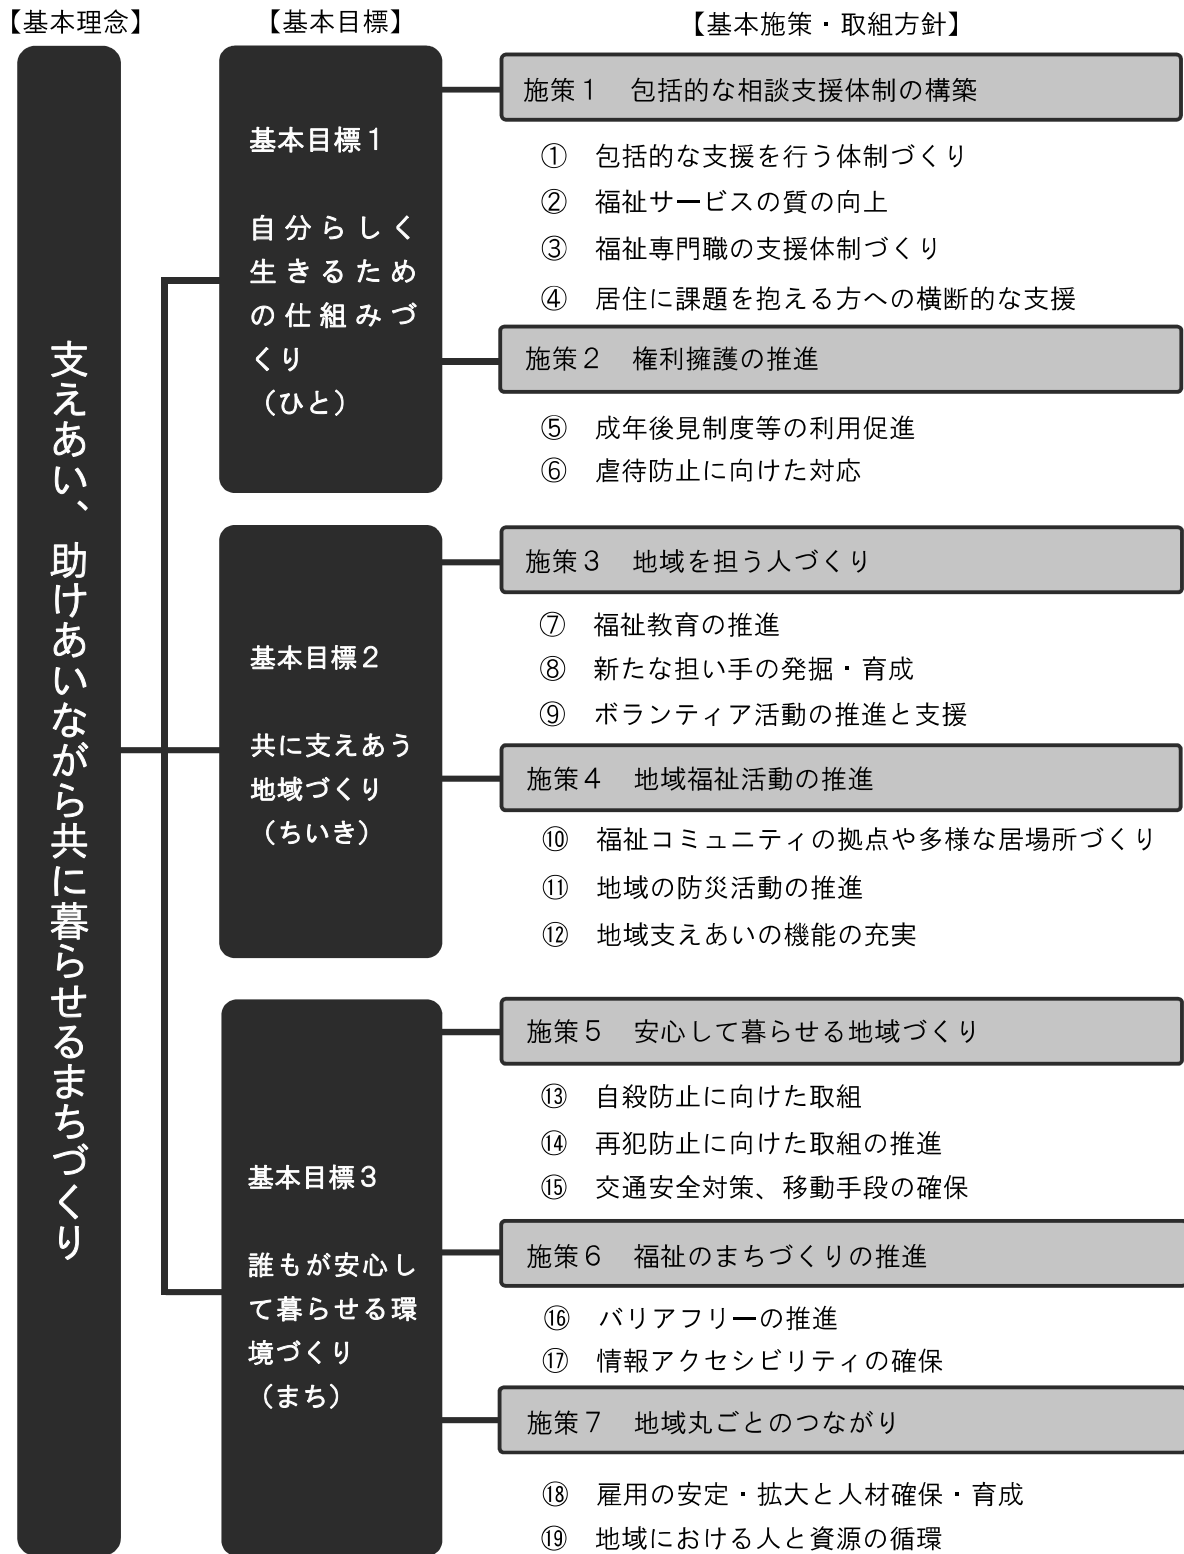 【基本理念】
【基本目標】
【基本施策・取組方針】
支えあい、助けあいながら共に暮らせるまちづくり
基本目標１
自分らしく
生きるため
の仕組みづ
くり
（ひと）
施策１　包括的な相談支援体制の構築
①　包括的な支援を行う体制づくり
②　福祉サービスの質の向上
③　福祉専門職の支援体制づくり
④　居住に課題を抱える方への横断的な支援
施策２　権利擁護の推進
⑤　成年後見制度等の利用促進
⑥　虐待防止に向けた対応
基本目標２
共に支えあう
地域づくり
（ちいき）
施策３　地域を担う人づくり
⑦　福祉教育の推進
⑧　新たな担い手の発掘・育成
⑨　ボランティア活動の推進と支援
施策４　地域福祉活動の推進
⑩　福祉コミュニティの拠点や多様な居場所づくり
⑪　地域の防災活動の推進
⑫　地域支えあいの機能の充実
基本目標３
誰もが安心し
て暮らせる環
境づくり
（まち）
施策５　安心して暮らせる地域づくり
⑬　自殺防止に向けた取組
⑭　再犯防止に向けた取組の推進
⑮　交通安全対策、移動手段の確保
施策６　福祉のまちづくりの推進
⑯　バリアフリーの推進
⑰　情報アクセシビリティの確保
施策７　地域丸ごとのつながり
⑱　雇用の安定・拡大と人材確保・育成
⑲　地域における人と資源の循環